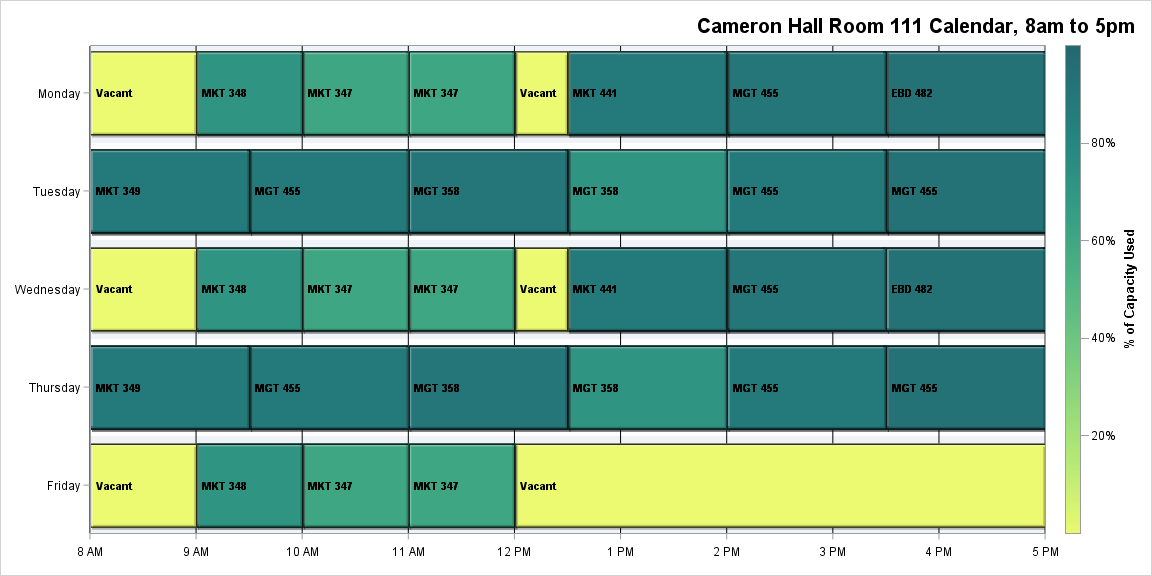 Cameron Hall Room 111 Calendar, 8am to 5pm
Monday
Vacant
MKT 348
MKT 347
MKT 347
Vacant
MKT 441
MGT 455
EBD 482
Tuesday
MKT 349
MGT 455
MGT 358
MGT 358
MGT 455
MGT 455
Wednesday
Vacant
MKT 348
MKT 347
MKT 347
Vacant
MKT 441
MGT 455
EBD 482
Thursday
MKT 349
MGT 455
MGT 358
MGT 358
MGT 455
MGT 455
Friday
Vacant
MKT 348
MKT 347
MKT 347
Vacant
8 AM
9 AM
10 AM
11 AM
12 PM
1 PM
2 PM
3 PM
4 PM
5 PM
80%
60%
40%
20%
% of Capacity Used